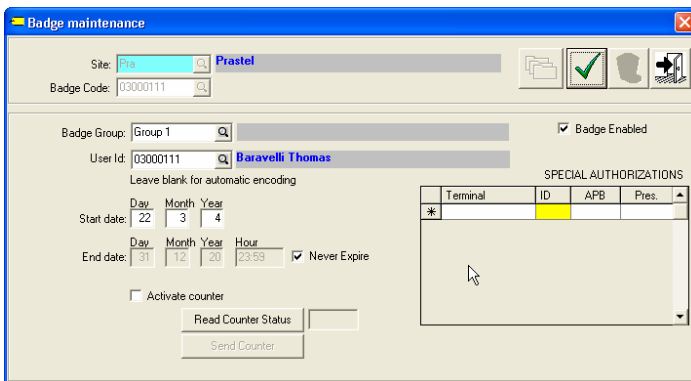 Badge maintenance
Site: Pra Prastel
Badge Code: 03000111
Badge Group: Group 1
Badge Enabled
User Id: 03000111 Baravelli Thomas
Leave blank for automatic encoding
SPECIAL AUTHORIZATIONS
Terminal ID APB Pres.
Day Month Year
Start date: 22 3 4
Day Month Year Hour
End date: 31 12 20 23:59 Never Expire
Activate counter
Read Counter Status
Send Counter